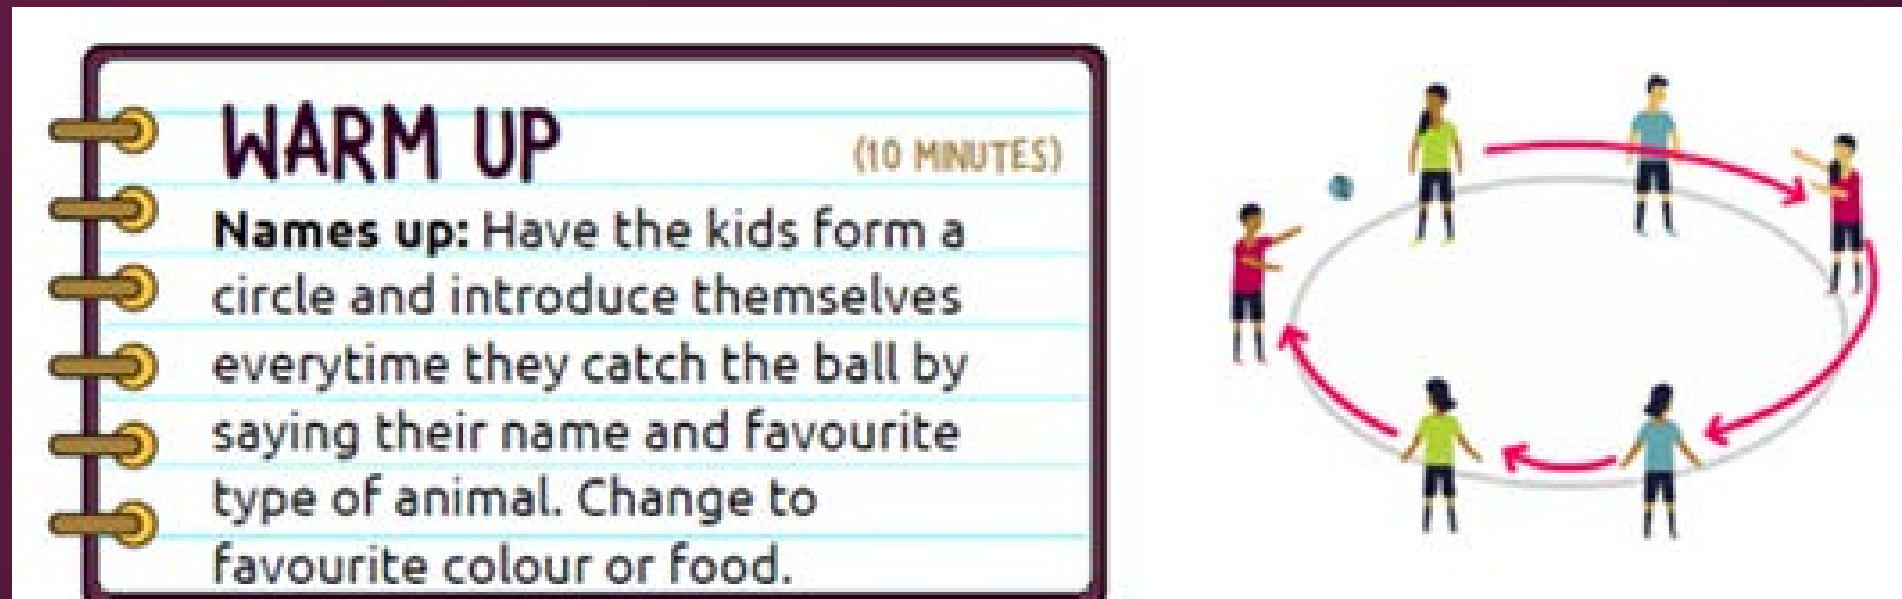 WARM UP
(10 MINUTES)
Names up: Have the kids form a
circle and introduce themselves
everytime they catch the ball by
saying their name and favourite
type of animal. Change to
favourite colour or food.